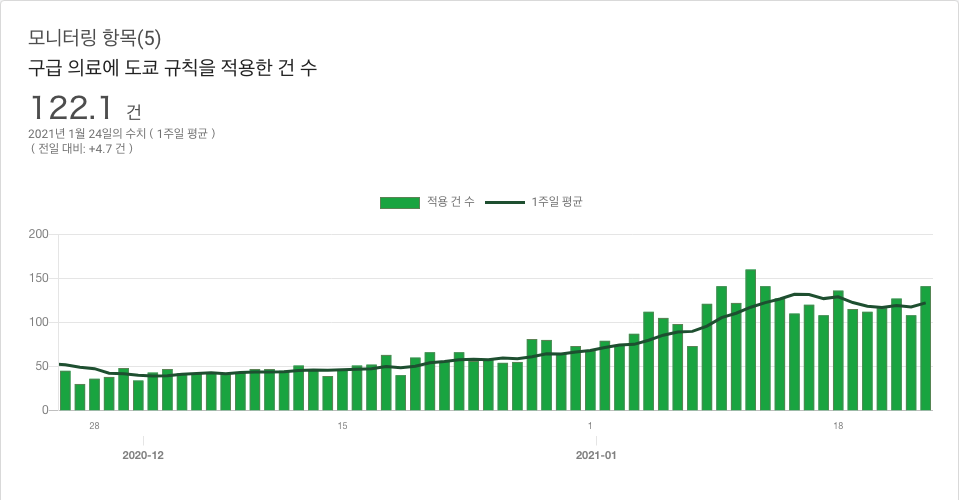 모니터링 항목(5)
구급 의료에 도쿄 규칙을 적용한 건 수
122.1 건
2021년 1월 24일의 수치 ( 1주일 평균 )
( 전일 대비: +4.7 건 )
적용 건 수 1주일 평균
200
150
100
50
0
28 15 1 18
2020-12 2021-01